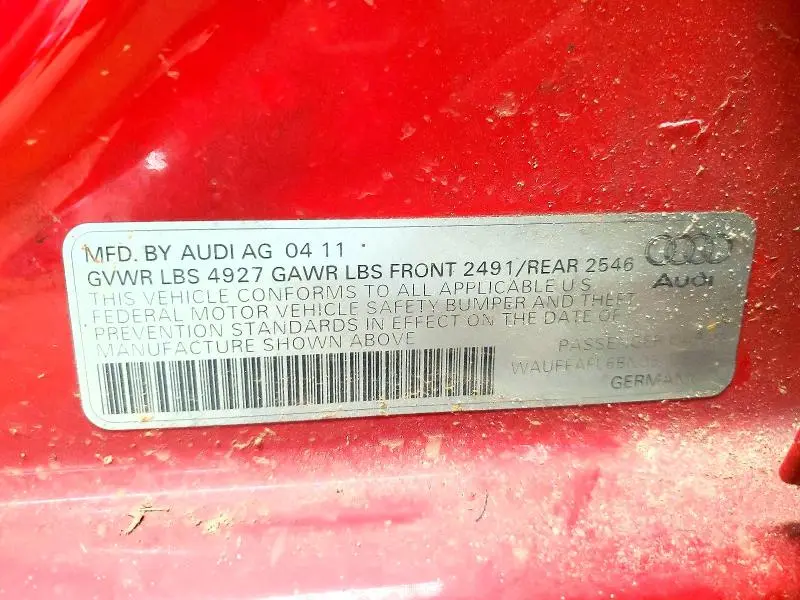 MFD. BY AUDI AG 04 11
GVWR LBS 4927 GAWR LBS FRONT 2491/REAR 2546
THIS VEHICLE CONFORMS TO ALL APPLICABLE U S
FEDERAL MOTOR VEHICLE SAFETY BUMPER AND THEFT
PREVENTION STANDARDS IN EFFECT ON THE DATE OF
MANUFACTURE SHOWN ABOVE
PASSENGER
GERMANY
Audi